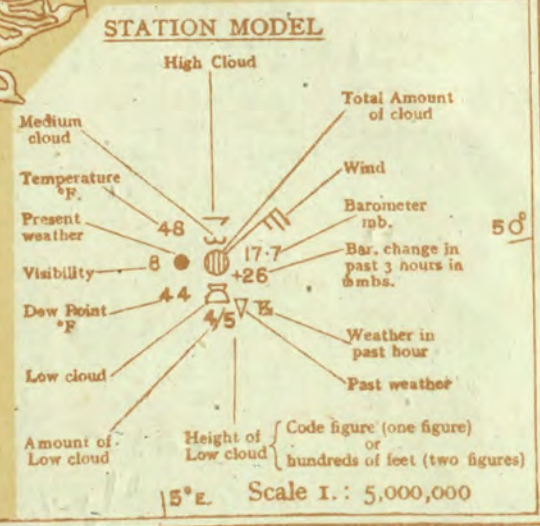 STATION MODEL
High Cloud
Total Amount
of cloud
Medium
cloud
Temperature
°F.
48
Wind
Present
weather
Barometer
mb.
17·7
50°
Visibility
8
+26
Bar. change in
past 3 hours in
mbs.
Dew Point
°F
44
4/5
Weather in
past hour
Low cloud
Past weather
Amount of
Low cloud
Height of
Low cloud
Code figure (one figure)
or
hundreds of feet (two figures)
5°E.
Scale 1.: 5,000,000